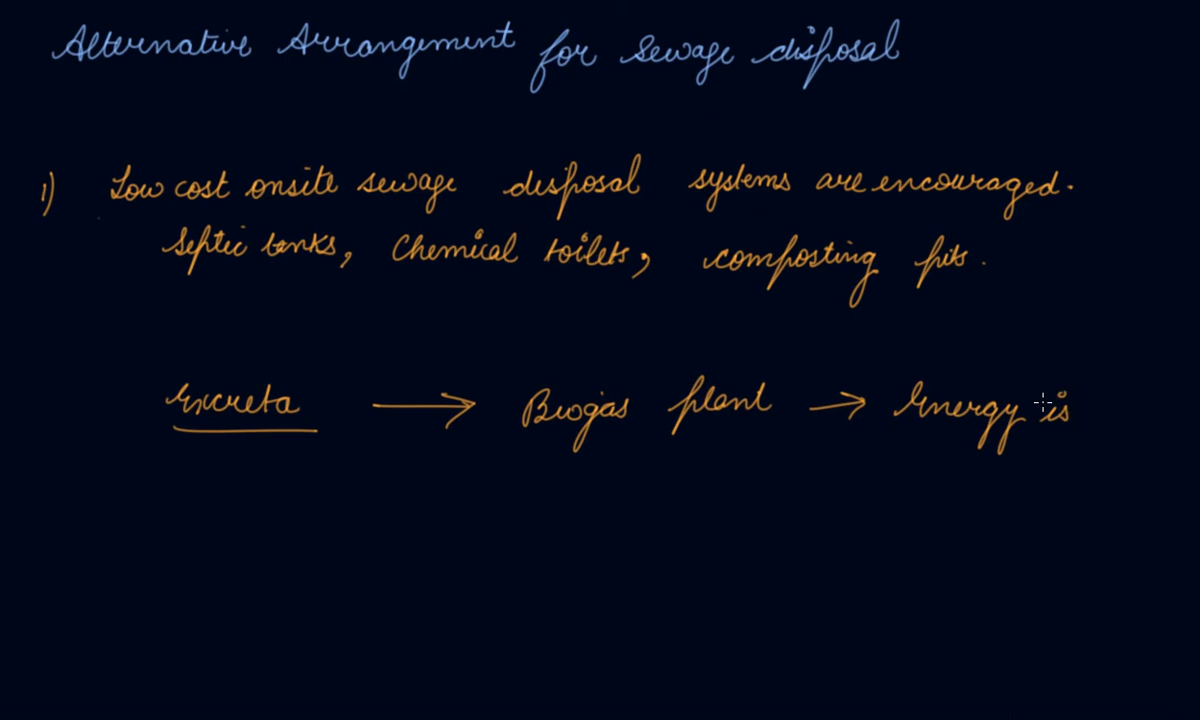 Alternative Arrangement for Sewage disposal
1) Low cost onsite sewage disposal systems are encouraged.
Septic tanks, Chemical toilets, composting pits.
Excreta → Biogas plant → Energy is